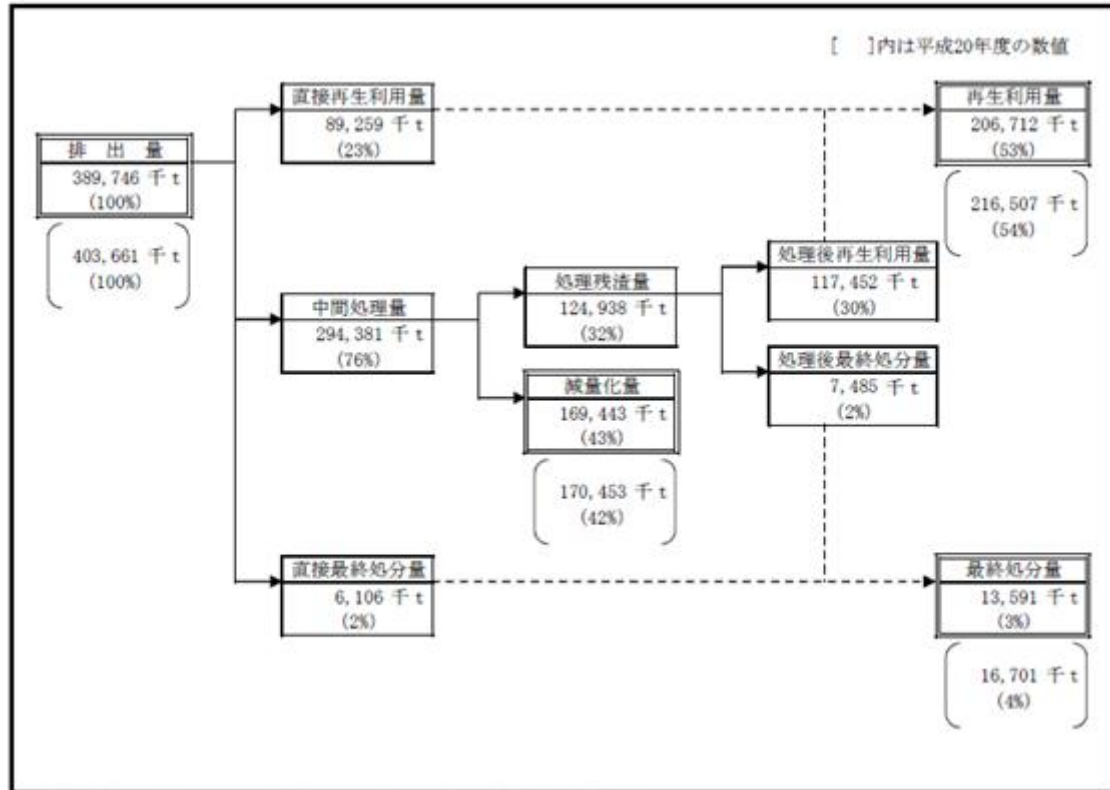 [ ]内は平成20年度の数値
排出量
389,746 千t
(100%)
403,661 千t
(100%)
直接再生利用量
89,259 千t
(23%)
中間処理量
294,381 千t
(76%)
直接最終処分量
6,106 千t
(2%)
処理残渣量
124,938 千t
(32%)
減量化量
169,443 千t
(43%)
170,453 千t
(42%)
処理後再生利用量
117,452 千t
(30%)
処理後最終処分量
7,485 千t
(2%)
再生利用量
206,712 千t
(53%)
216,507 千t
(54%)
最終処分量
13,591 千t
(3%)
16,701 千t
(4%)